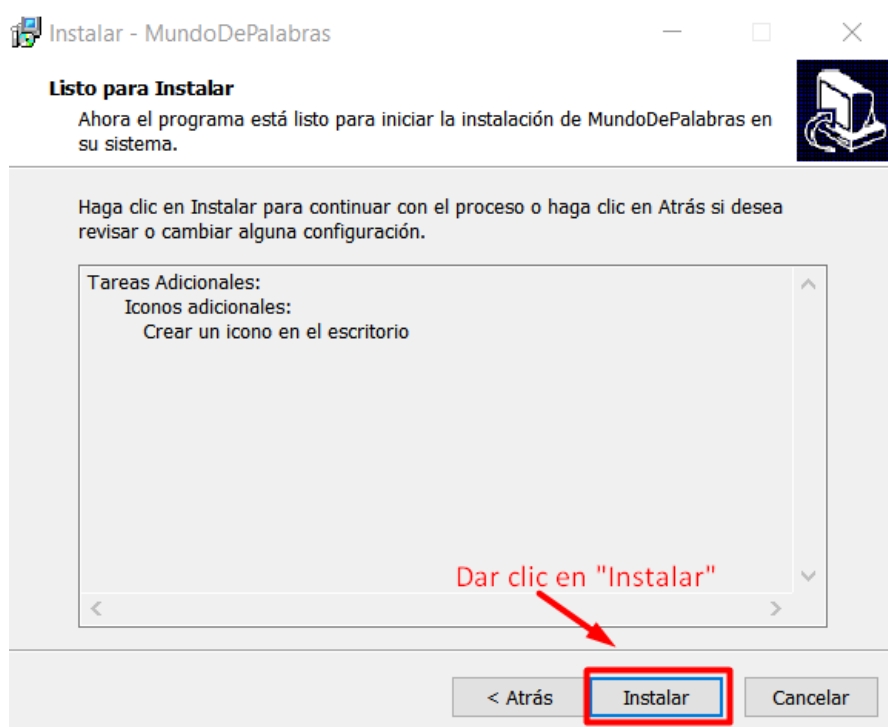 Instalar - MundoDePalabras
Listo para Instalar
Ahora el programa está listo para iniciar la instalación de MundoDePalabras en
su sistema.
Haga clic en Instalar para continuar con el proceso o haga clic en Atrás si desea
revisar o cambiar alguna configuración.
Tareas Adicionales:
Iconos adicionales:
Crear un icono en el escritorio
Dar clic en "Instalar"
< Atrás
Instalar
Cancelar